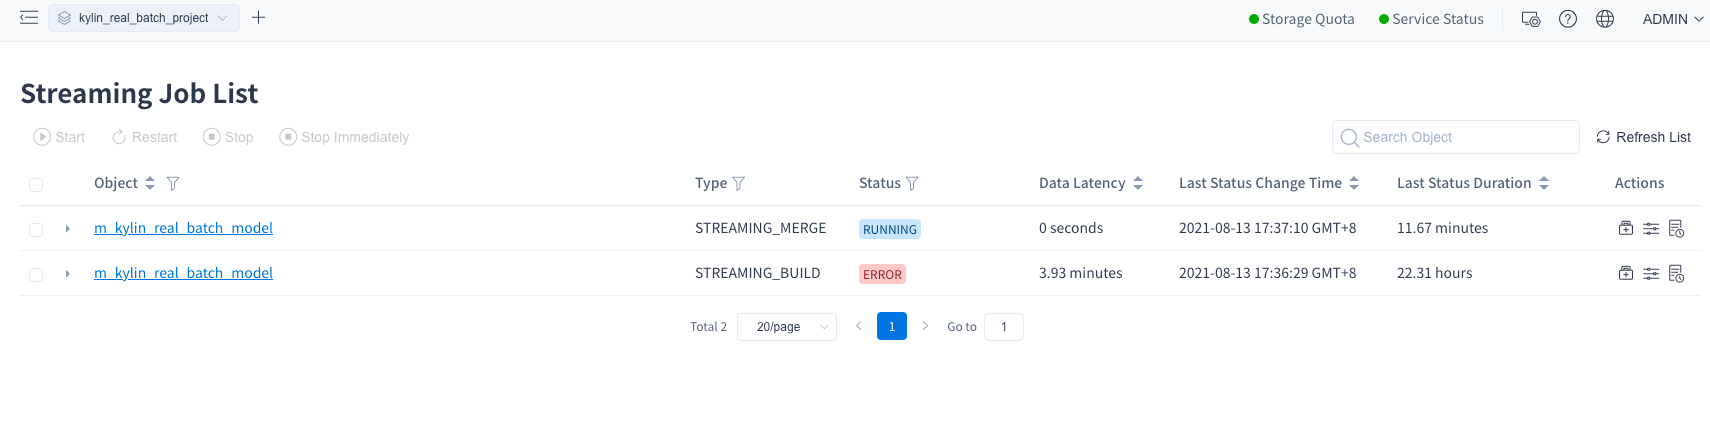 kylin_real_batch_project Storage Quota Service Status ADMIN
Streaming Job List
Start Restart Stop Stop Immediately Search Object Refresh List
Object Type Status Data Latency Last Status Change Time Last Status Duration Actions
m_kylin_real_batch_model STREAMING_MERGE RUNNING 0 seconds 2021-08-13 17:37:10 GMT+8 11.67 minutes
m_kylin_real_batch_model STREAMING_BUILD ERROR 3.93 minutes 2021-08-13 17:36:29 GMT+8 22.31 hours
Total 2 20/page 1 Go to 1